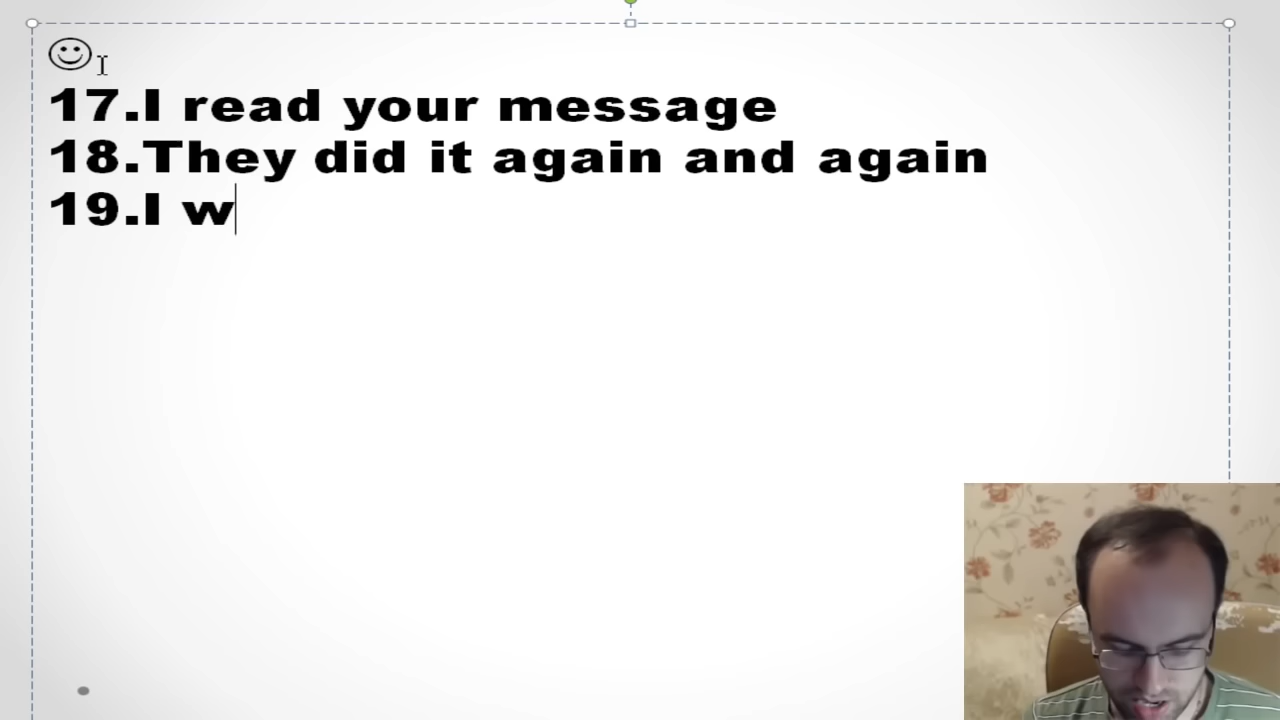 ☺
17.I read your message
18.They did it again and again
19.I w